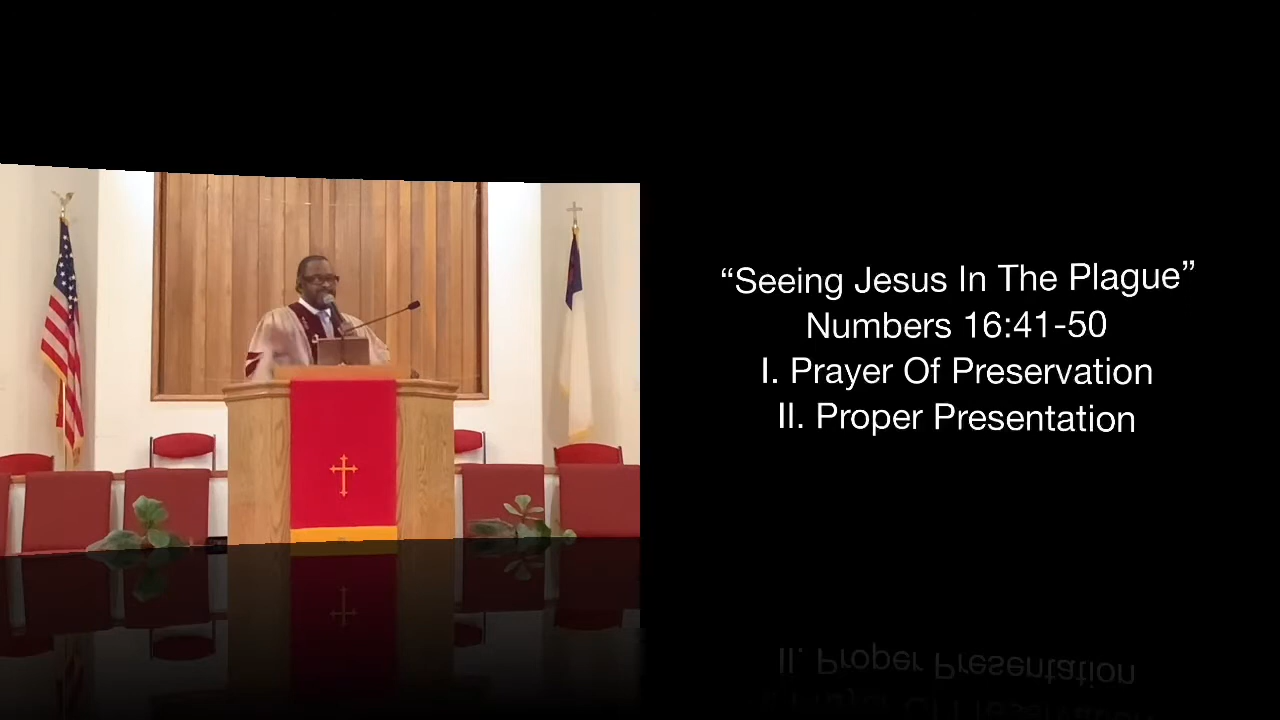 “Seeing Jesus In The Plague”
Numbers 16:41-50
I. Prayer Of Preservation
II. Proper Presentation